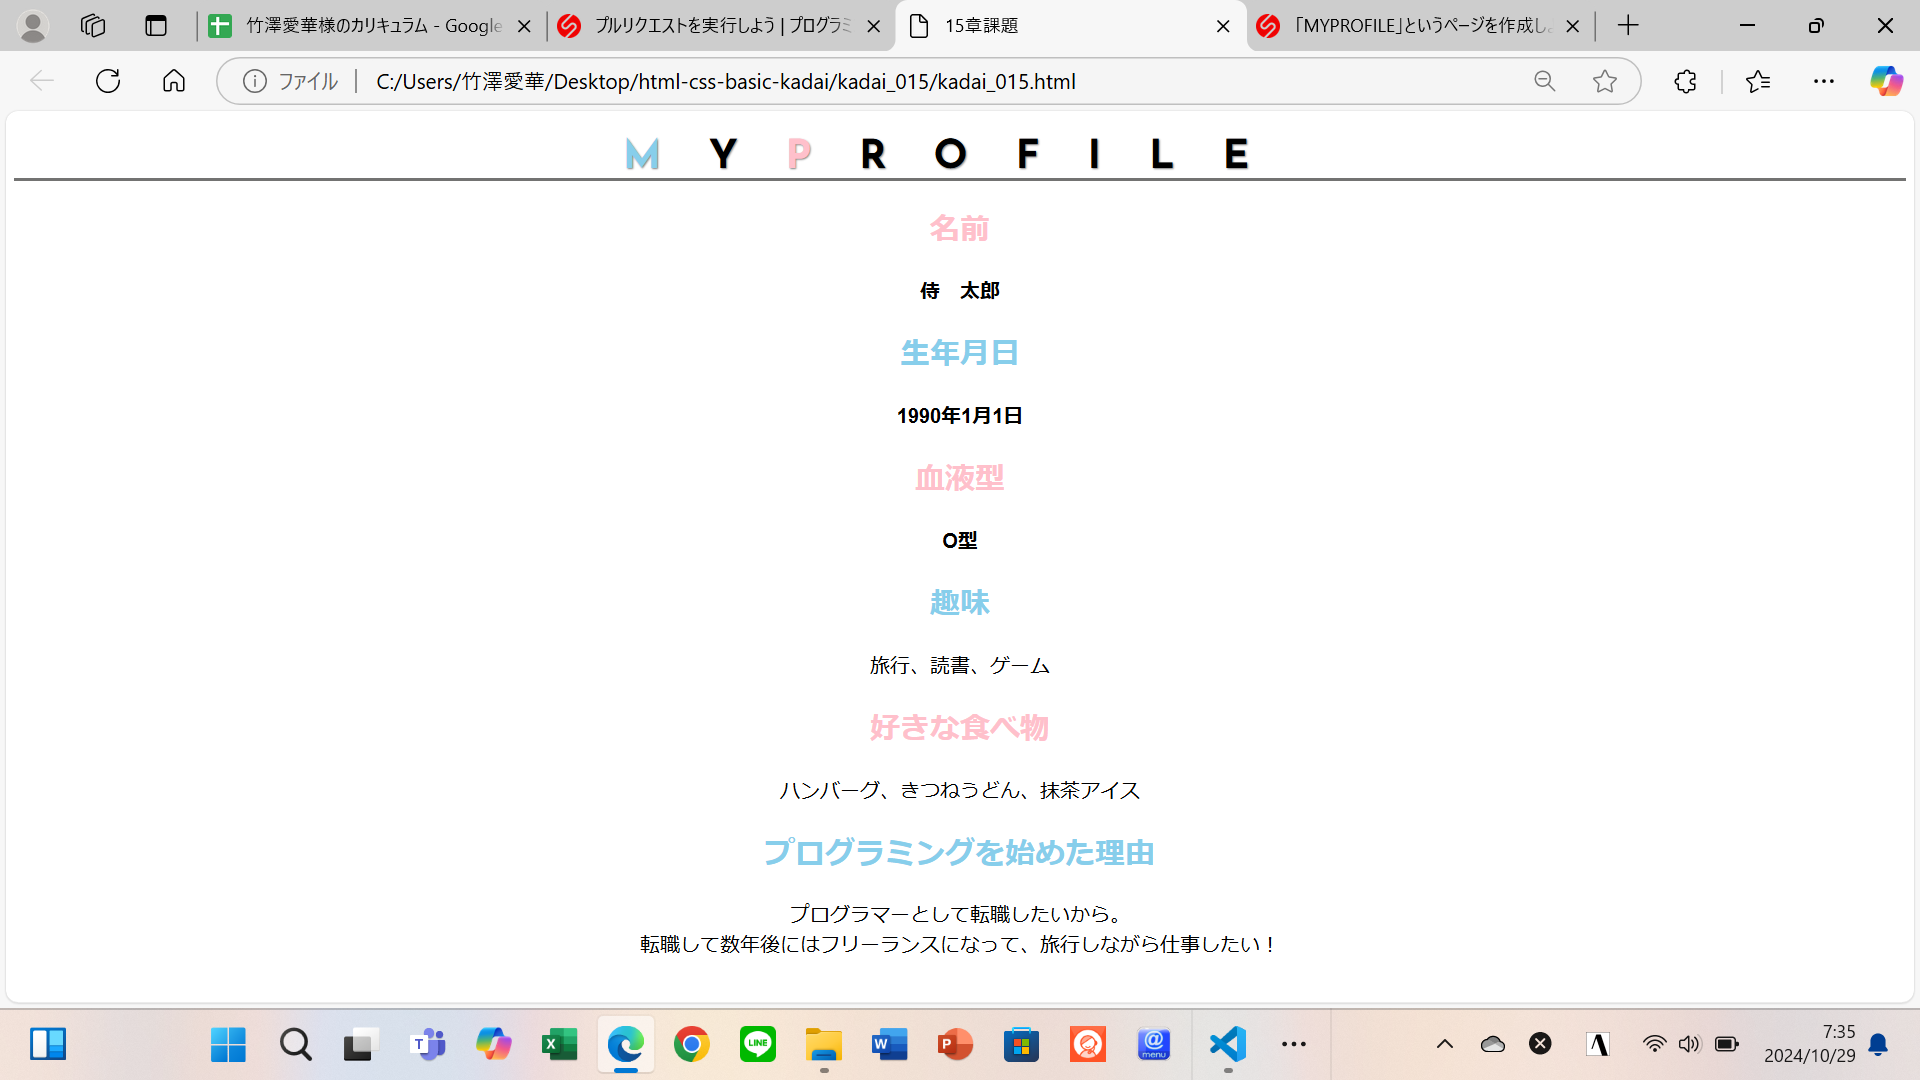 竹澤愛華様のカリキュラム - Google
プルリクエストを実行しよう | プログラミ
15章課題
「MYPROFILE」というページを作成し
ファイル
C:/Users/竹澤愛華/Desktop/html-css-basic-kadai/kadai_015/kadai_015.html
M Y P R O F I L E
名前
侍　太郎
生年月日
1990年1月1日
血液型
O型
趣味
旅行、読書、ゲーム
好きな食べ物
ハンバーグ、きつねうどん、抹茶アイス
プログラミングを始めた理由
プログラマーとして転職したいから。
転職して数年後にはフリーランスになって、旅行しながら仕事したい！
T
X
LINE
W
P
@
menu
A
7:35
2024/10/29